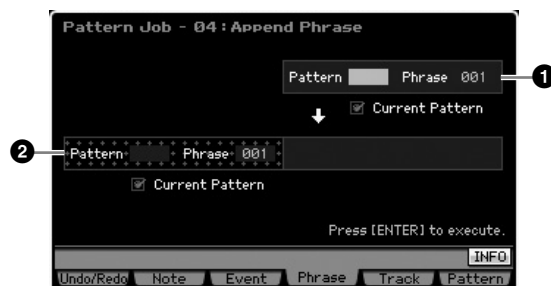 Pattern Job - 04:Append Phrase
Pattern Phrase 001
1
Current Pattern
2
Pattern Phrase 001
Current Pattern
Press [ENTER] to execute.
INFO
Undo/Redo Note Event Phrase Track Pattern